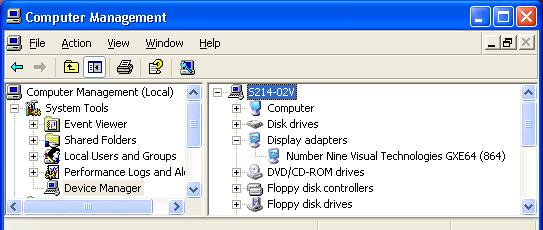 Computer Management
File Action View Window Help
Computer Management (Local)
System Tools
Event Viewer
Shared Folders
Local Users and Groups
Performance Logs and Al
Device Manager
S214-02V
Computer
Disk drives
Display adapters
Number Nine Visual Technologies GXE64 (864)
DVD/CD-ROM drives
Floppy disk controllers
Floppy disk drives